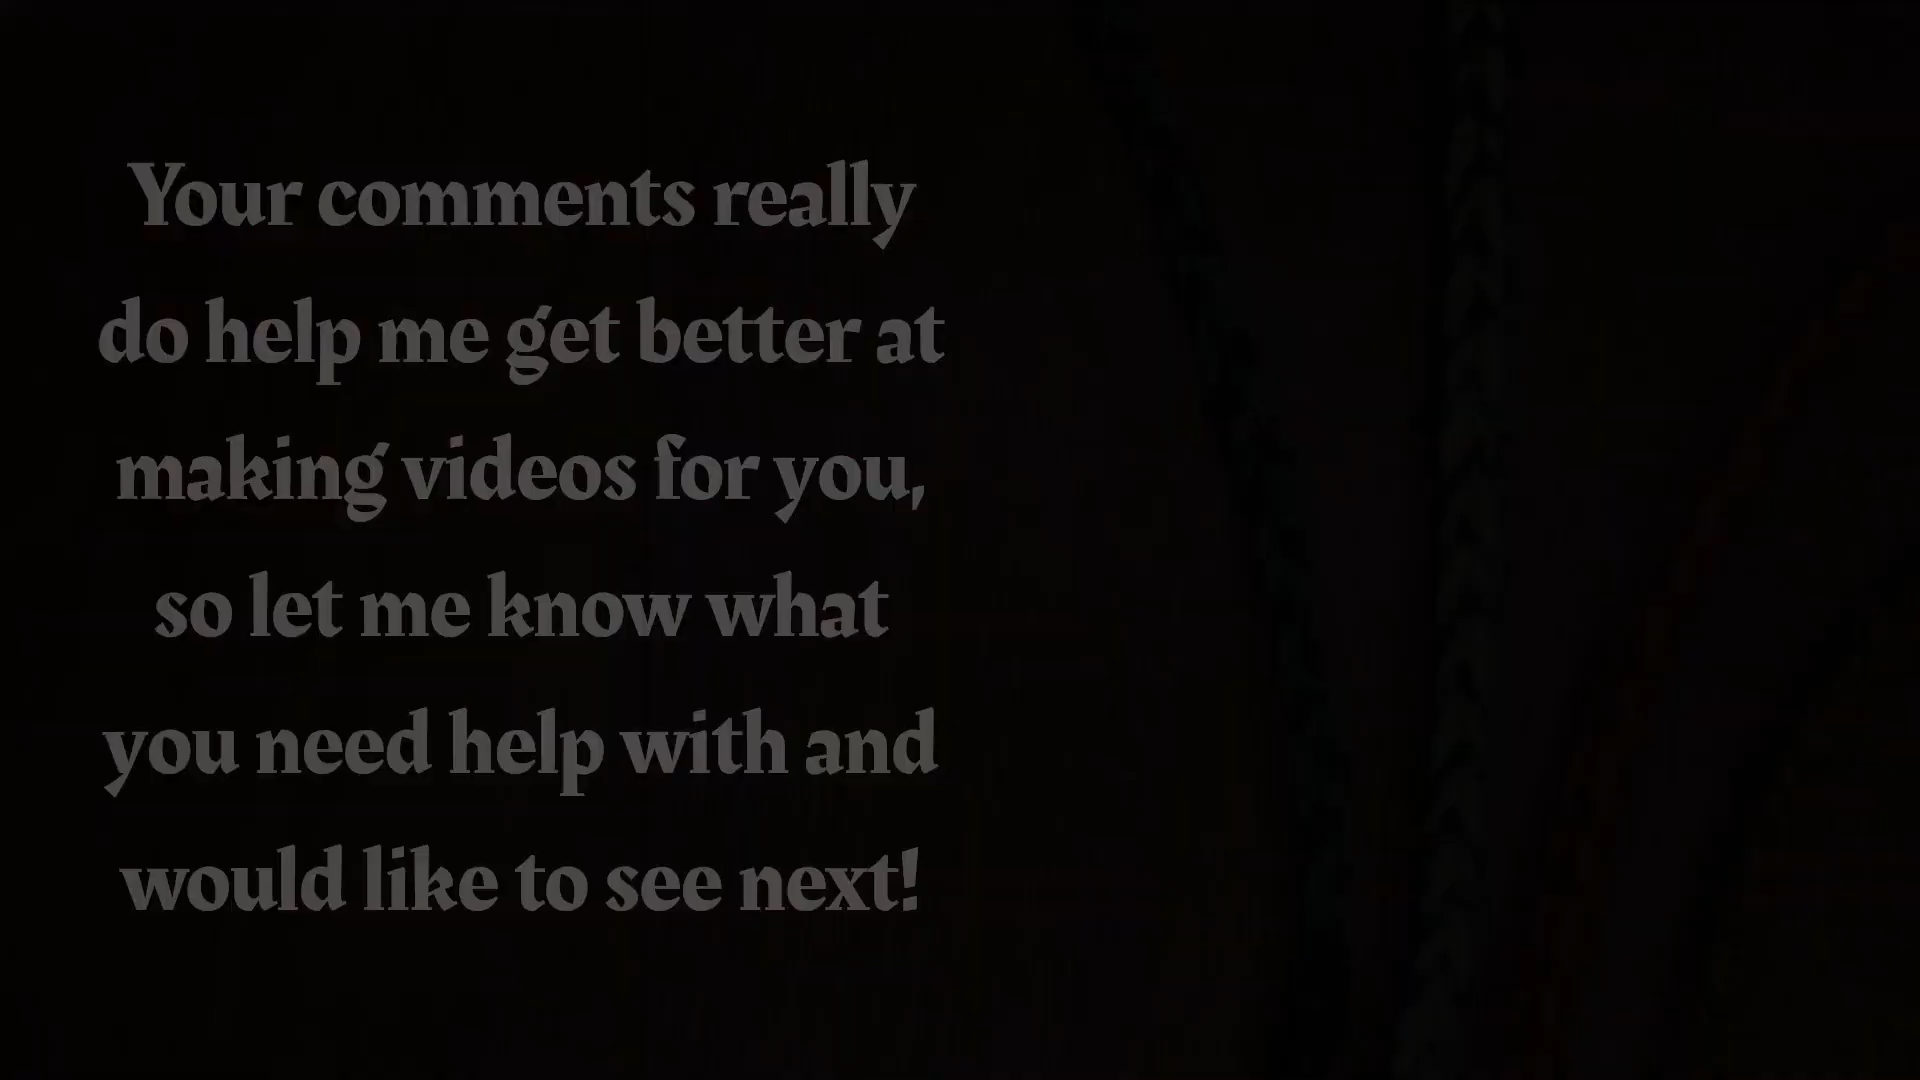 Your comments really
do help me get better at
making videos for you,
so let me know what
you need help with and
would like to see next!